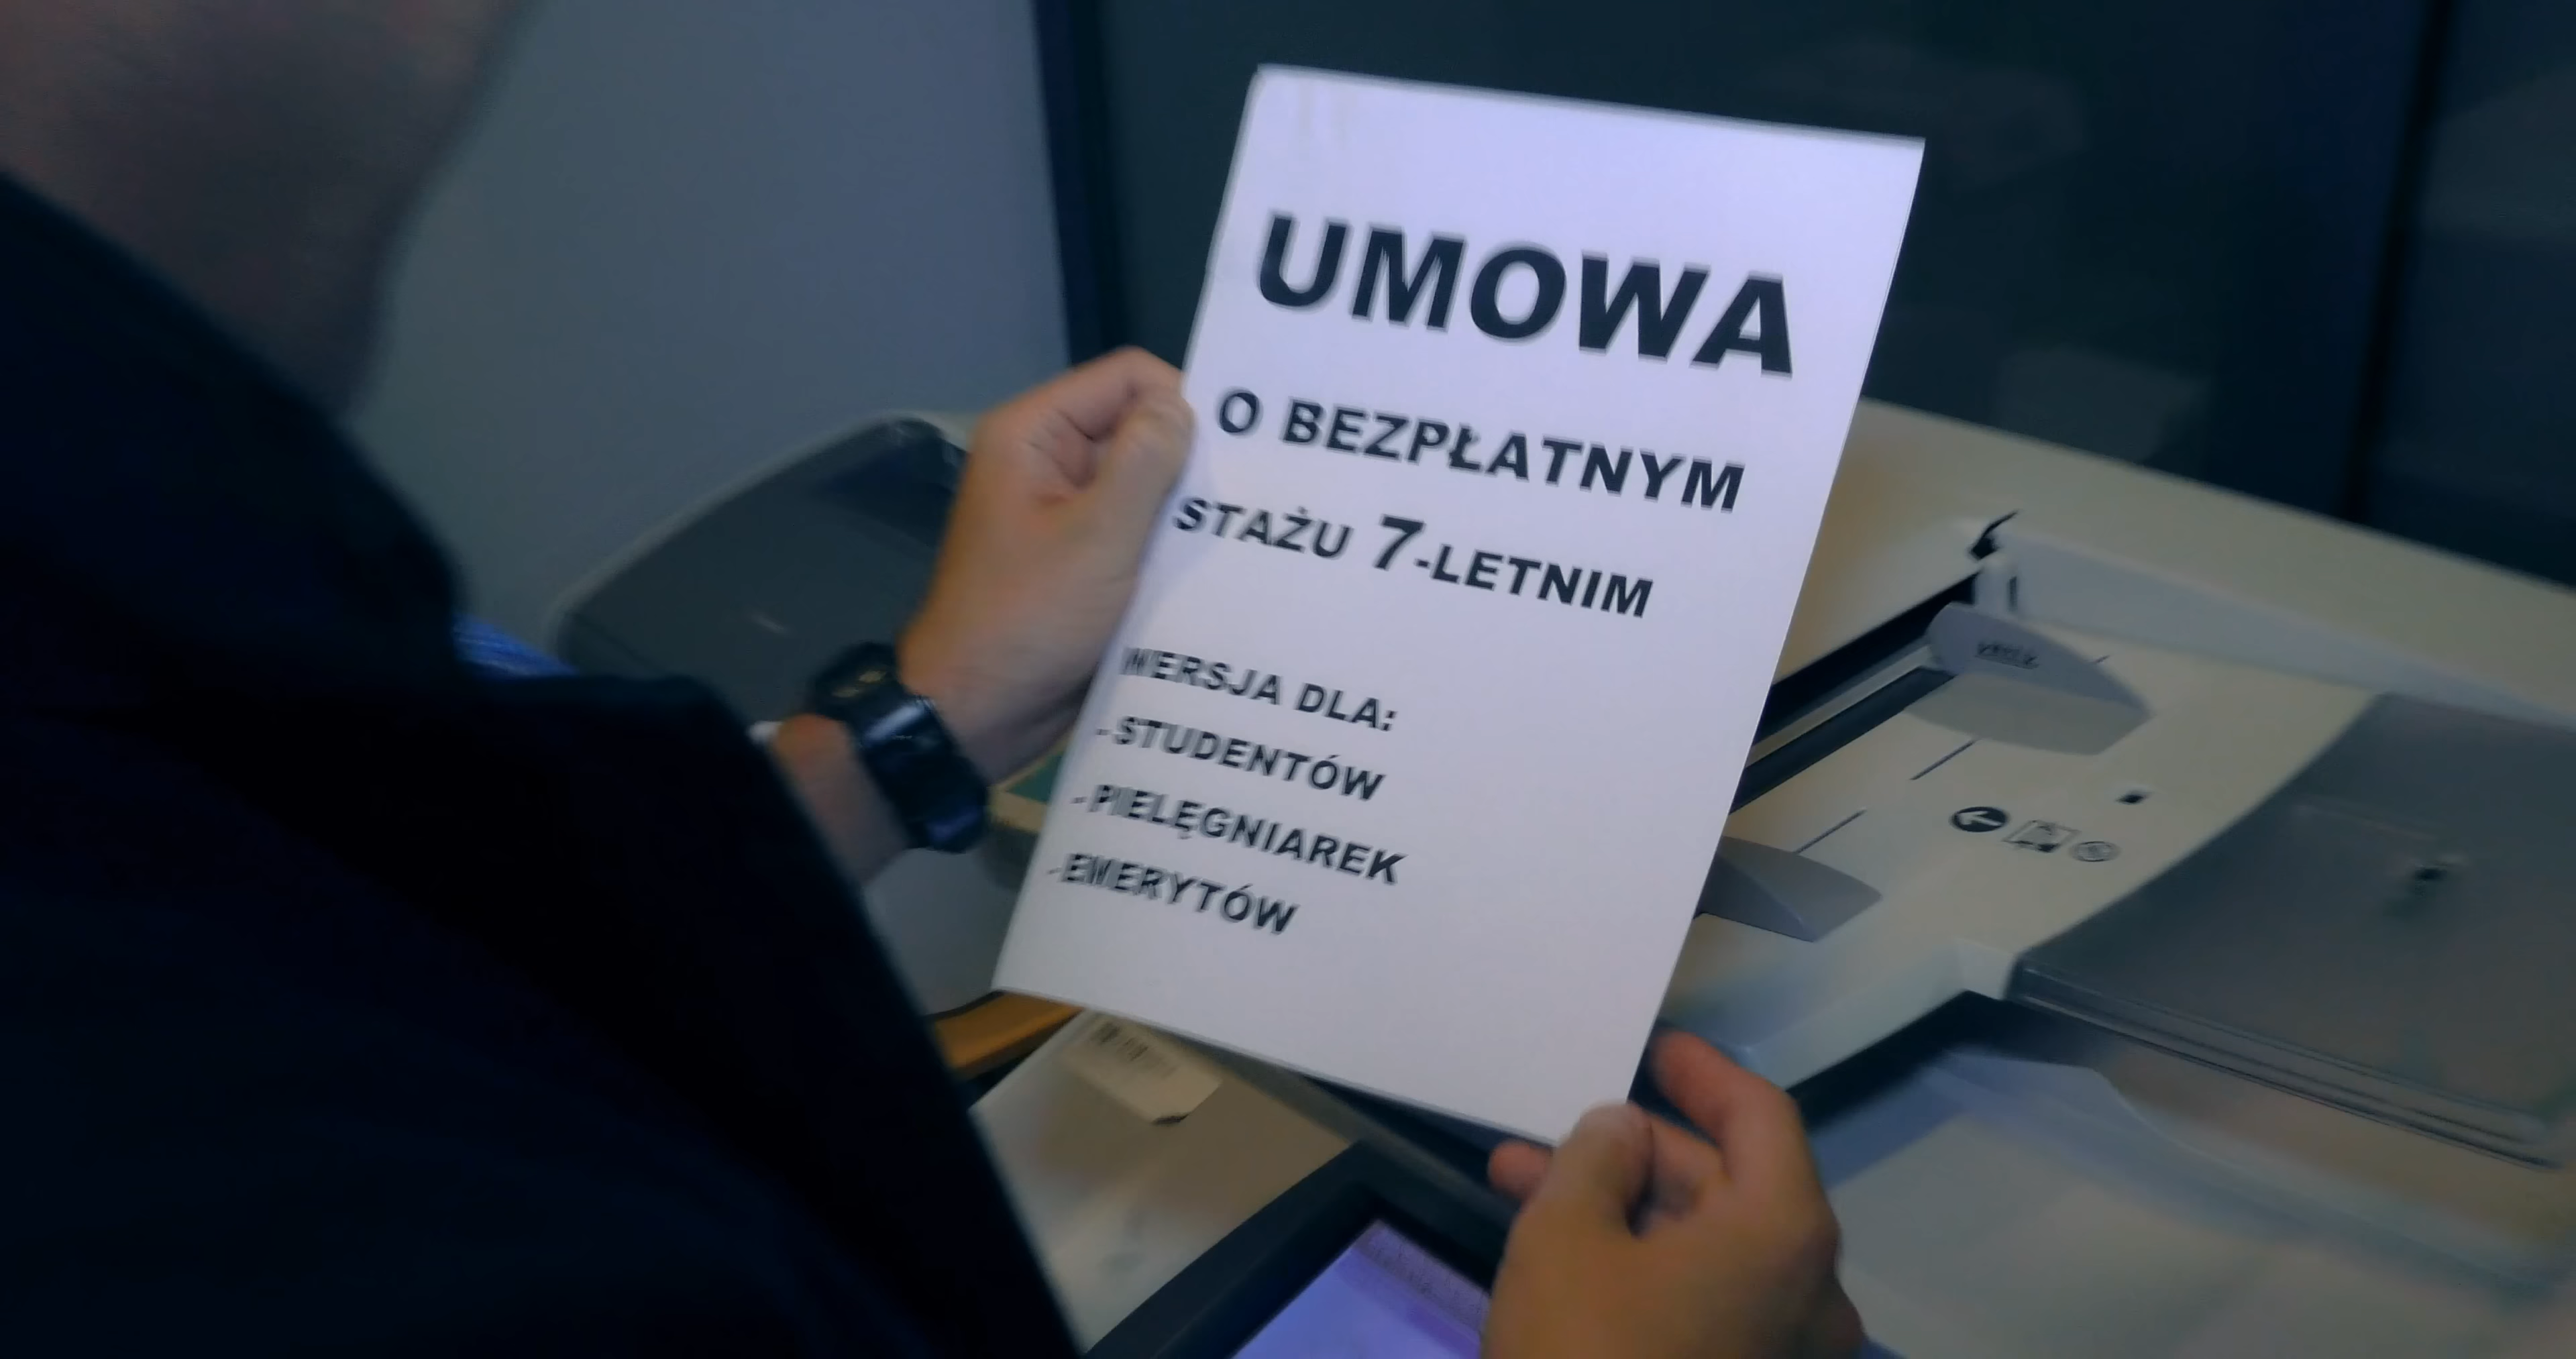 UMOWA
O BEZPŁATNYM
STAŻU 7-LETNIM
WERSJA DLA:
- STUDENTÓW
- PIELĘGNIAREK
- EMERYTÓW